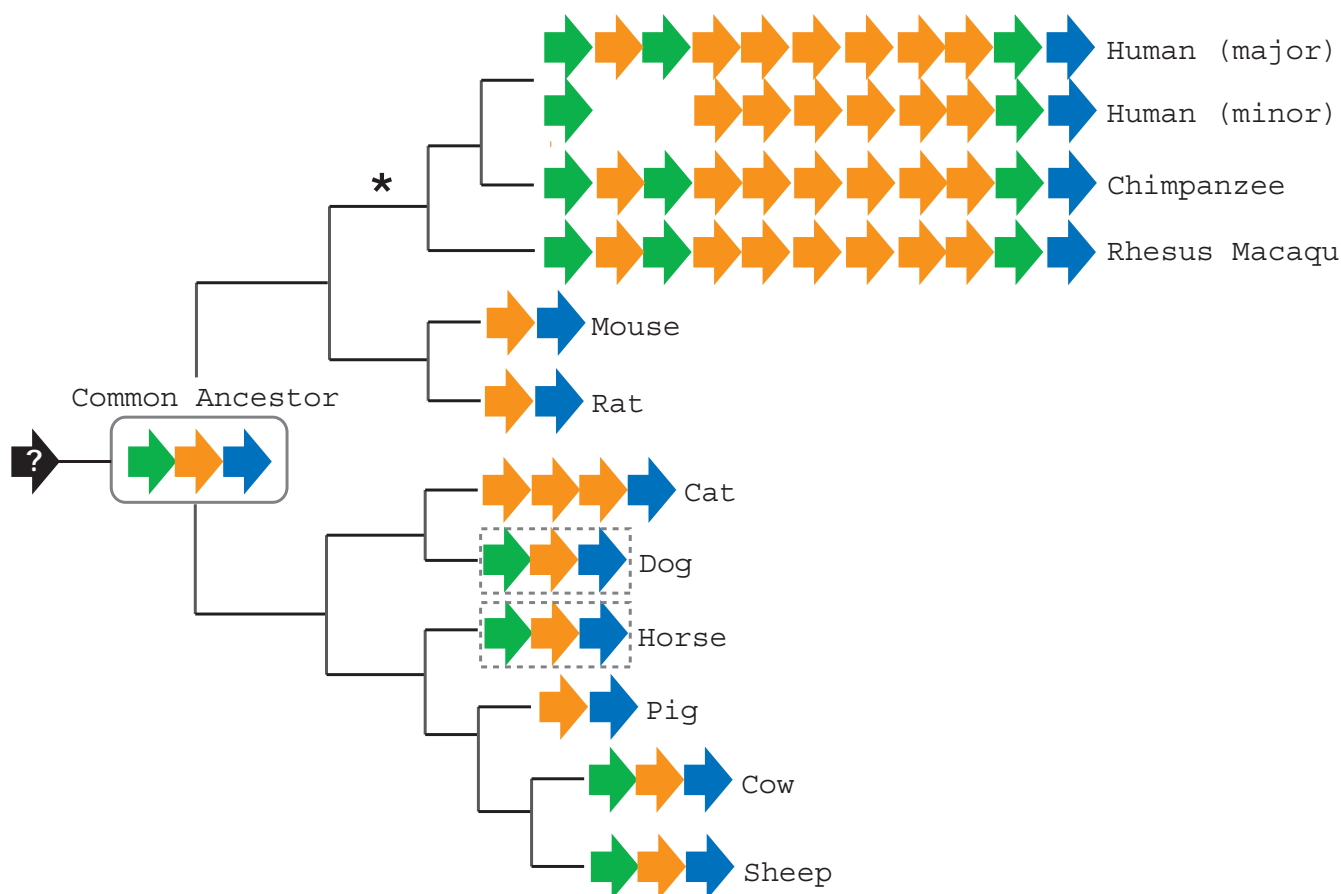 Human (major)
Human (minor)
*
Chimpanzee
Rhesus Macaqu
Mouse
Common Ancestor
Rat
?
Cat
Dog
Horse
Pig
Cow
Sheep